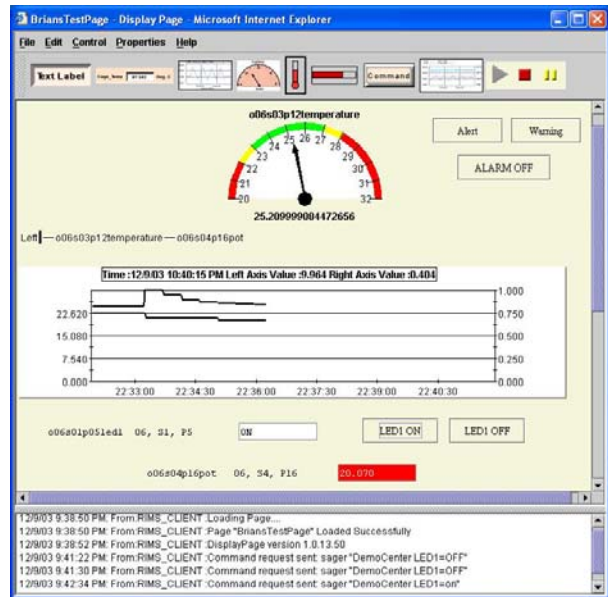 BriansTestPage - Display Page - Microsoft Internet Explorer
File Edit Control Properties Help
Text Label
Command
o06s03p12temperature
20 21 22 23 24 25 26 27 28 29 30 31 32
25.209999004472656
Alert Warning
ALARM OFF
Left — o06s03p12temperature — o06s04p16pot
Time :12/9/03 10:40:15 PM Left Axis Value :9.964 Right Axis Value :0.404
1.000
22.620 0.750
15.080 0.500
7.540 0.250
0.000 0.000
22:33:00 22:34:30 22:36:00 22:37:30 22:39:00 22:40:30
o06s01p05led1 06, S1, P5 ON LED1 ON LED1 OFF
o06s04p16pot 06, S4, P16 20.070
12/9/03 9:38:50 PM: From:RIMS_CLIENT :Loading Page....
12/9/03 9:38:50 PM: From:RIMS_CLIENT :Page "BriansTestPage" Loaded Successfully
12/9/03 9:38:52 PM: From:RIMS_CLIENT :DisplayPage version 1.0.13.50
12/9/03 9:41:22 PM: From:RIMS_CLIENT :Command request sent: sager "DemoCenter LED1=OFF"
12/9/03 9:41:30 PM: From:RIMS_CLIENT :Command request sent: sager "DemoCenter LED1=OFF"
12/9/03 9:42:34 PM: From:RIMS_CLIENT :Command request sent: sager "DemoCenter LED1=on"